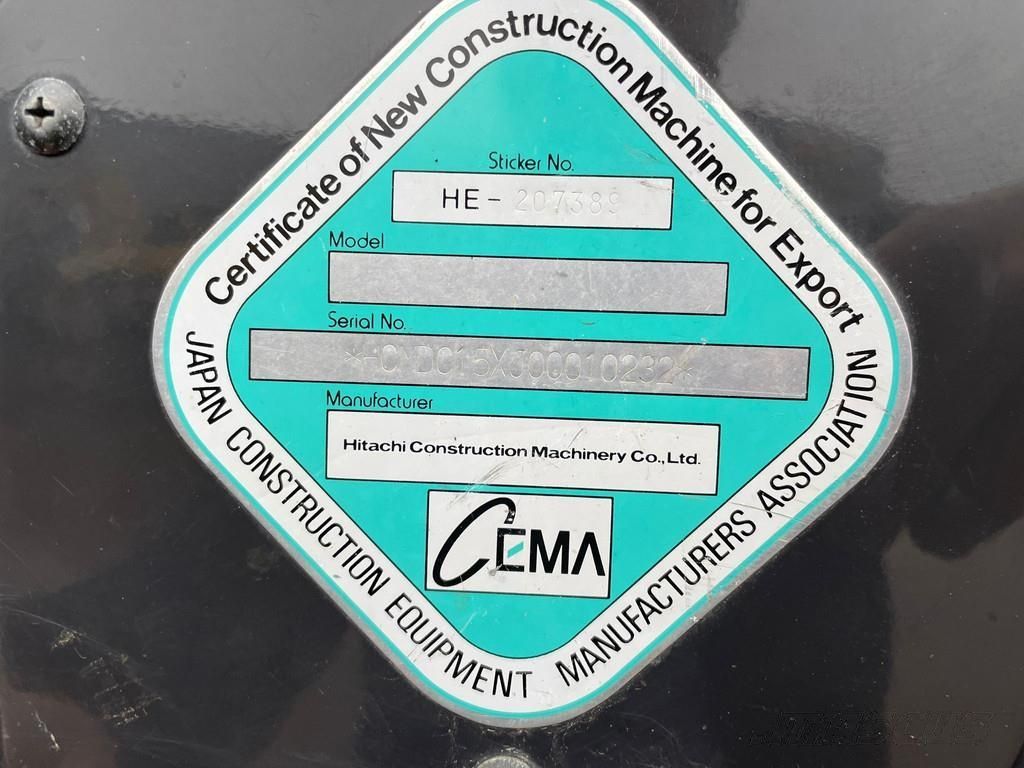 Certificate of New Construction Machine for Export
Sticker No.
HE- 207389
Model
Serial No.
Manufacturer
Hitachi Construction Machinery Co.,Ltd.
CEMA
JAPAN CONSTRUCTION EQUIPMENT MANUFACTURERS ASSOCIATION